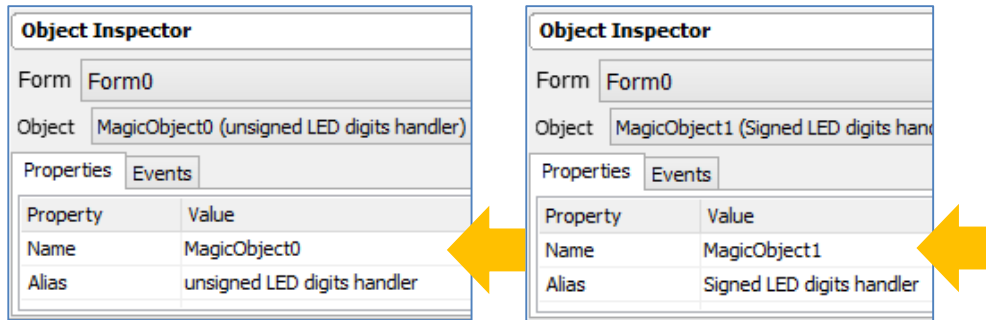 Object Inspector
Form Form0
Object MagicObject0 (unsigned LED digits handler)
Properties Events
Property Value
Name MagicObject0
Alias unsigned LED digits handler
Object Inspector
Form Form0
Object MagicObject1 (Signed LED digits
Properties Events
Property Value
Name MagicObject1
Alias Signed LED digits handler